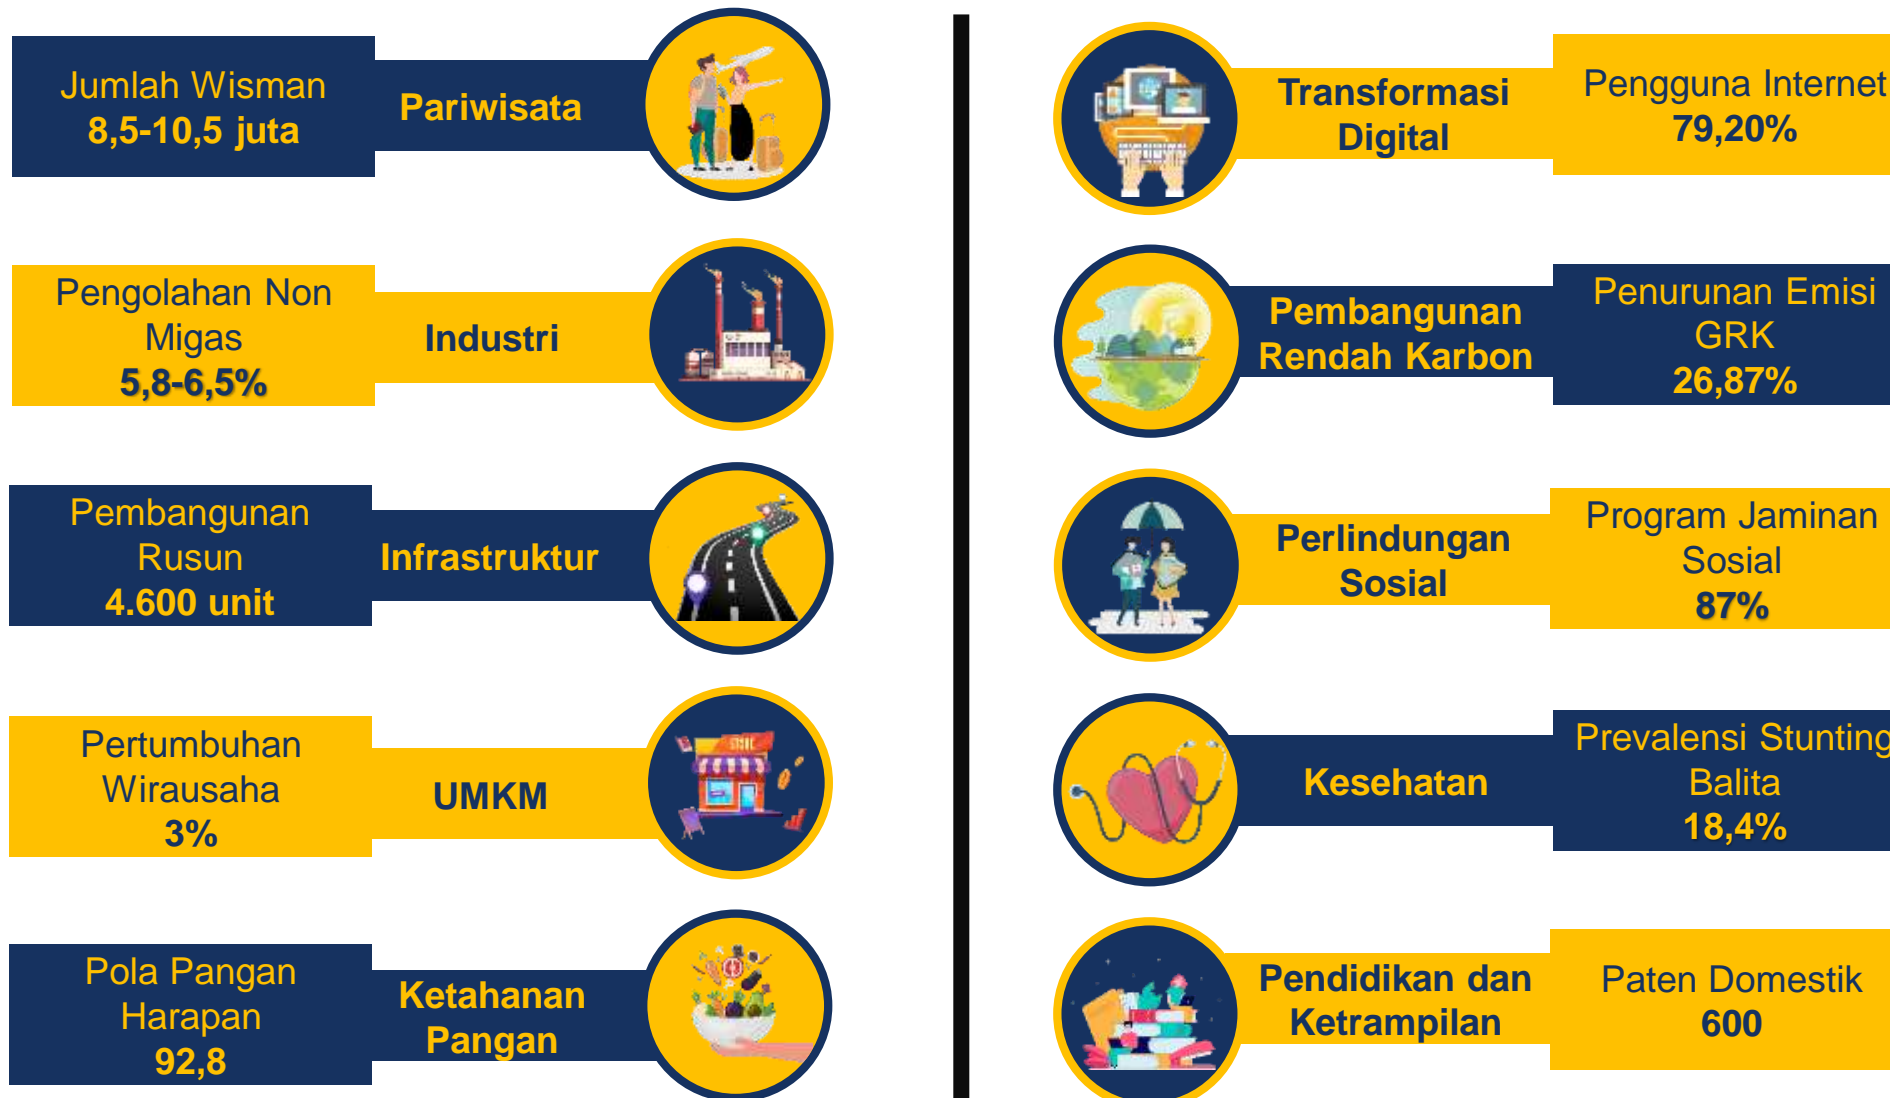 Jumlah Wisman
8,5-10,5 juta
Pariwisata
Pengolahan Non
Migas
5,8-6,5%
Industri
Pembangunan
Rusun
4.600 unit
Infrastruktur
Pertumbuhan
Wirausaha
3%
UMKM
Pola Pangan
Harapan
92,8
Ketahanan
Pangan
Transformasi
Digital
Pengguna Internet
79,20%
Pembangunan
Rendah Karbon
Penurunan Emisi
GRK
26,87%
Perlindungan
Sosial
Program Jaminan
Sosial
87%
Kesehatan
Prevalensi Stunting
Balita
18,4%
Pendidikan dan
Ketrampilan
Paten Domestik
600